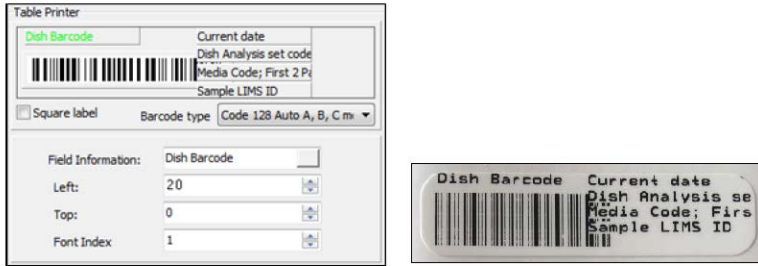 Table Printer
Dish Barcode
Current date
Dish Analysis set code
Media Code; First 2 Pa
Sample LIMS ID
Square label
Barcode type
Code 128 Auto A, B, C m
Field Information:
Dish Barcode
Left:
20
Top:
0
Font Index
1
Dish Barcode
Current date
Dish Analysis se
Media Code; Firs
Sample LIMS ID